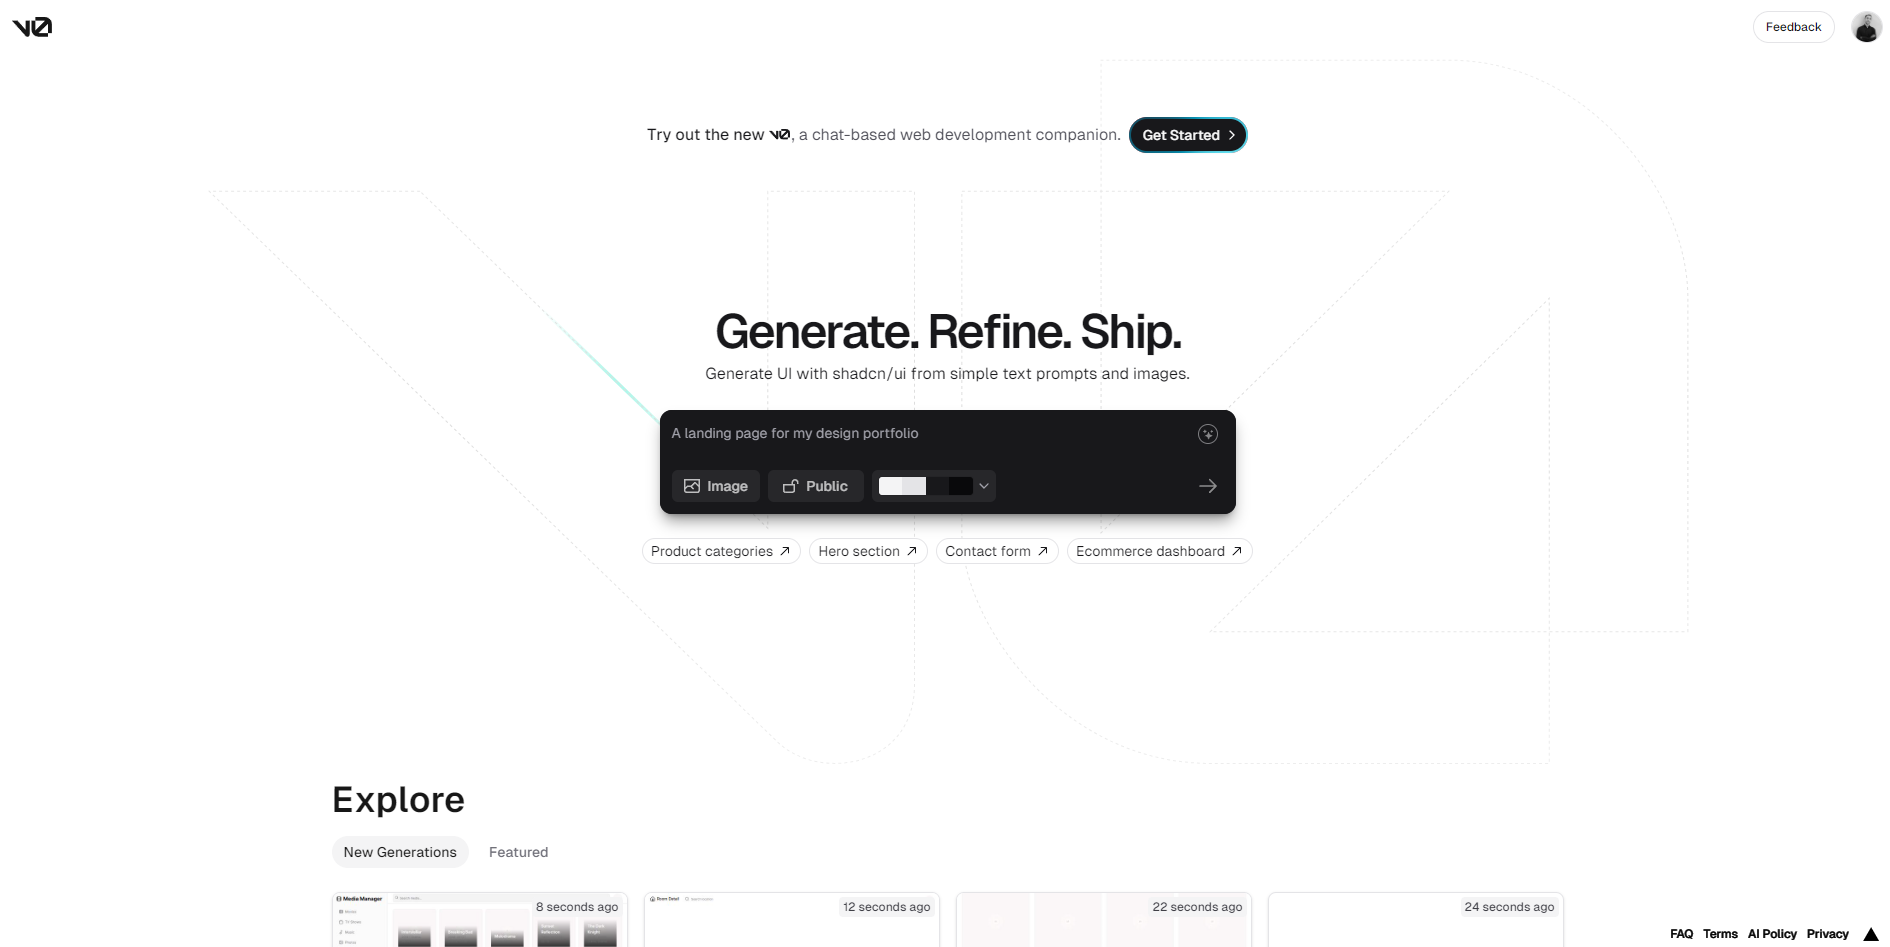 v0
Feedback
Try out the new v0, a chat-based web development companion.
Get Started
Generate. Refine. Ship.
Generate UI with shadcn/ui from simple text prompts and images.
A landing page for my design portfolio
Image
Public
Product categories
Hero section
Contact form
Ecommerce dashboard
Explore
New Generations
Featured
Media Manager
8 seconds ago
12 seconds ago
22 seconds ago
24 seconds ago
FAQ
Terms
AI Policy
Privacy